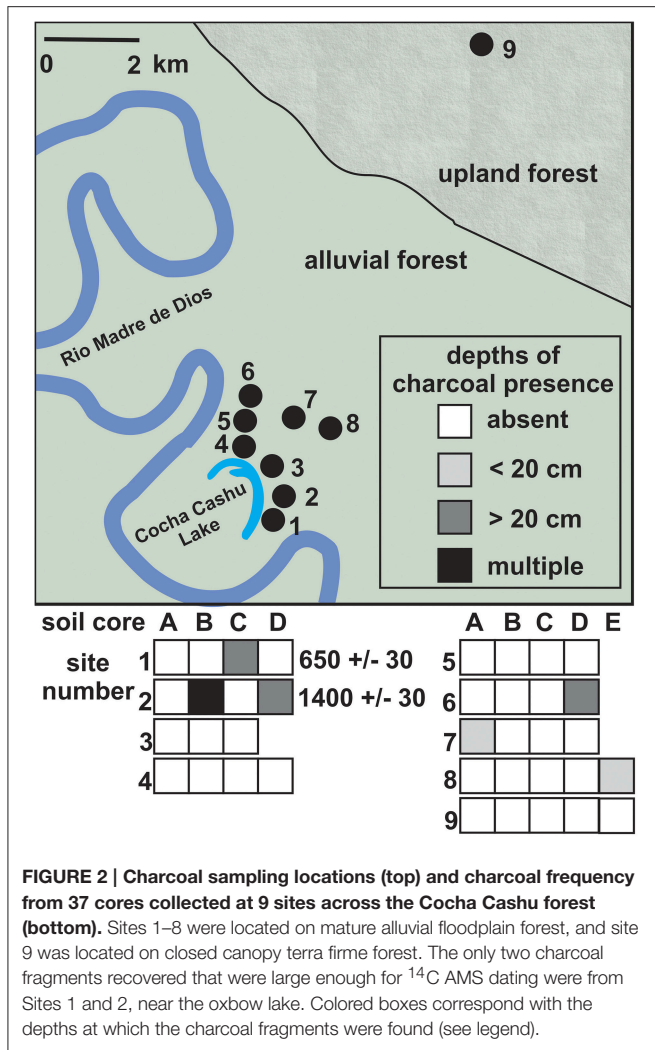 0 2 km
9
upland forest
alluvial forest
Rio Madre de Dios
6
7
5
8
4
3
2
1
Cocha Cashu
Lake
depths of
charcoal presence
absent
< 20 cm
> 20 cm
multiple
soil core A B C D
site
number
1 650 +/- 30
2 1400 +/- 30
3
4
A B C D E
5
6
7
8
9
FIGURE 2 | Charcoal sampling locations (top) and charcoal frequency
from 37 cores collected at 9 sites across the Cocha Cashu forest
(bottom). Sites 1–8 were located on mature alluvial floodplain forest, and site
9 was located on closed canopy terra firme forest. The only two charcoal
fragments recovered that were large enough for ¹⁴C AMS dating were from
Sites 1 and 2, near the oxbow lake. Colored boxes correspond with the
depths at which the charcoal fragments were found (see legend).